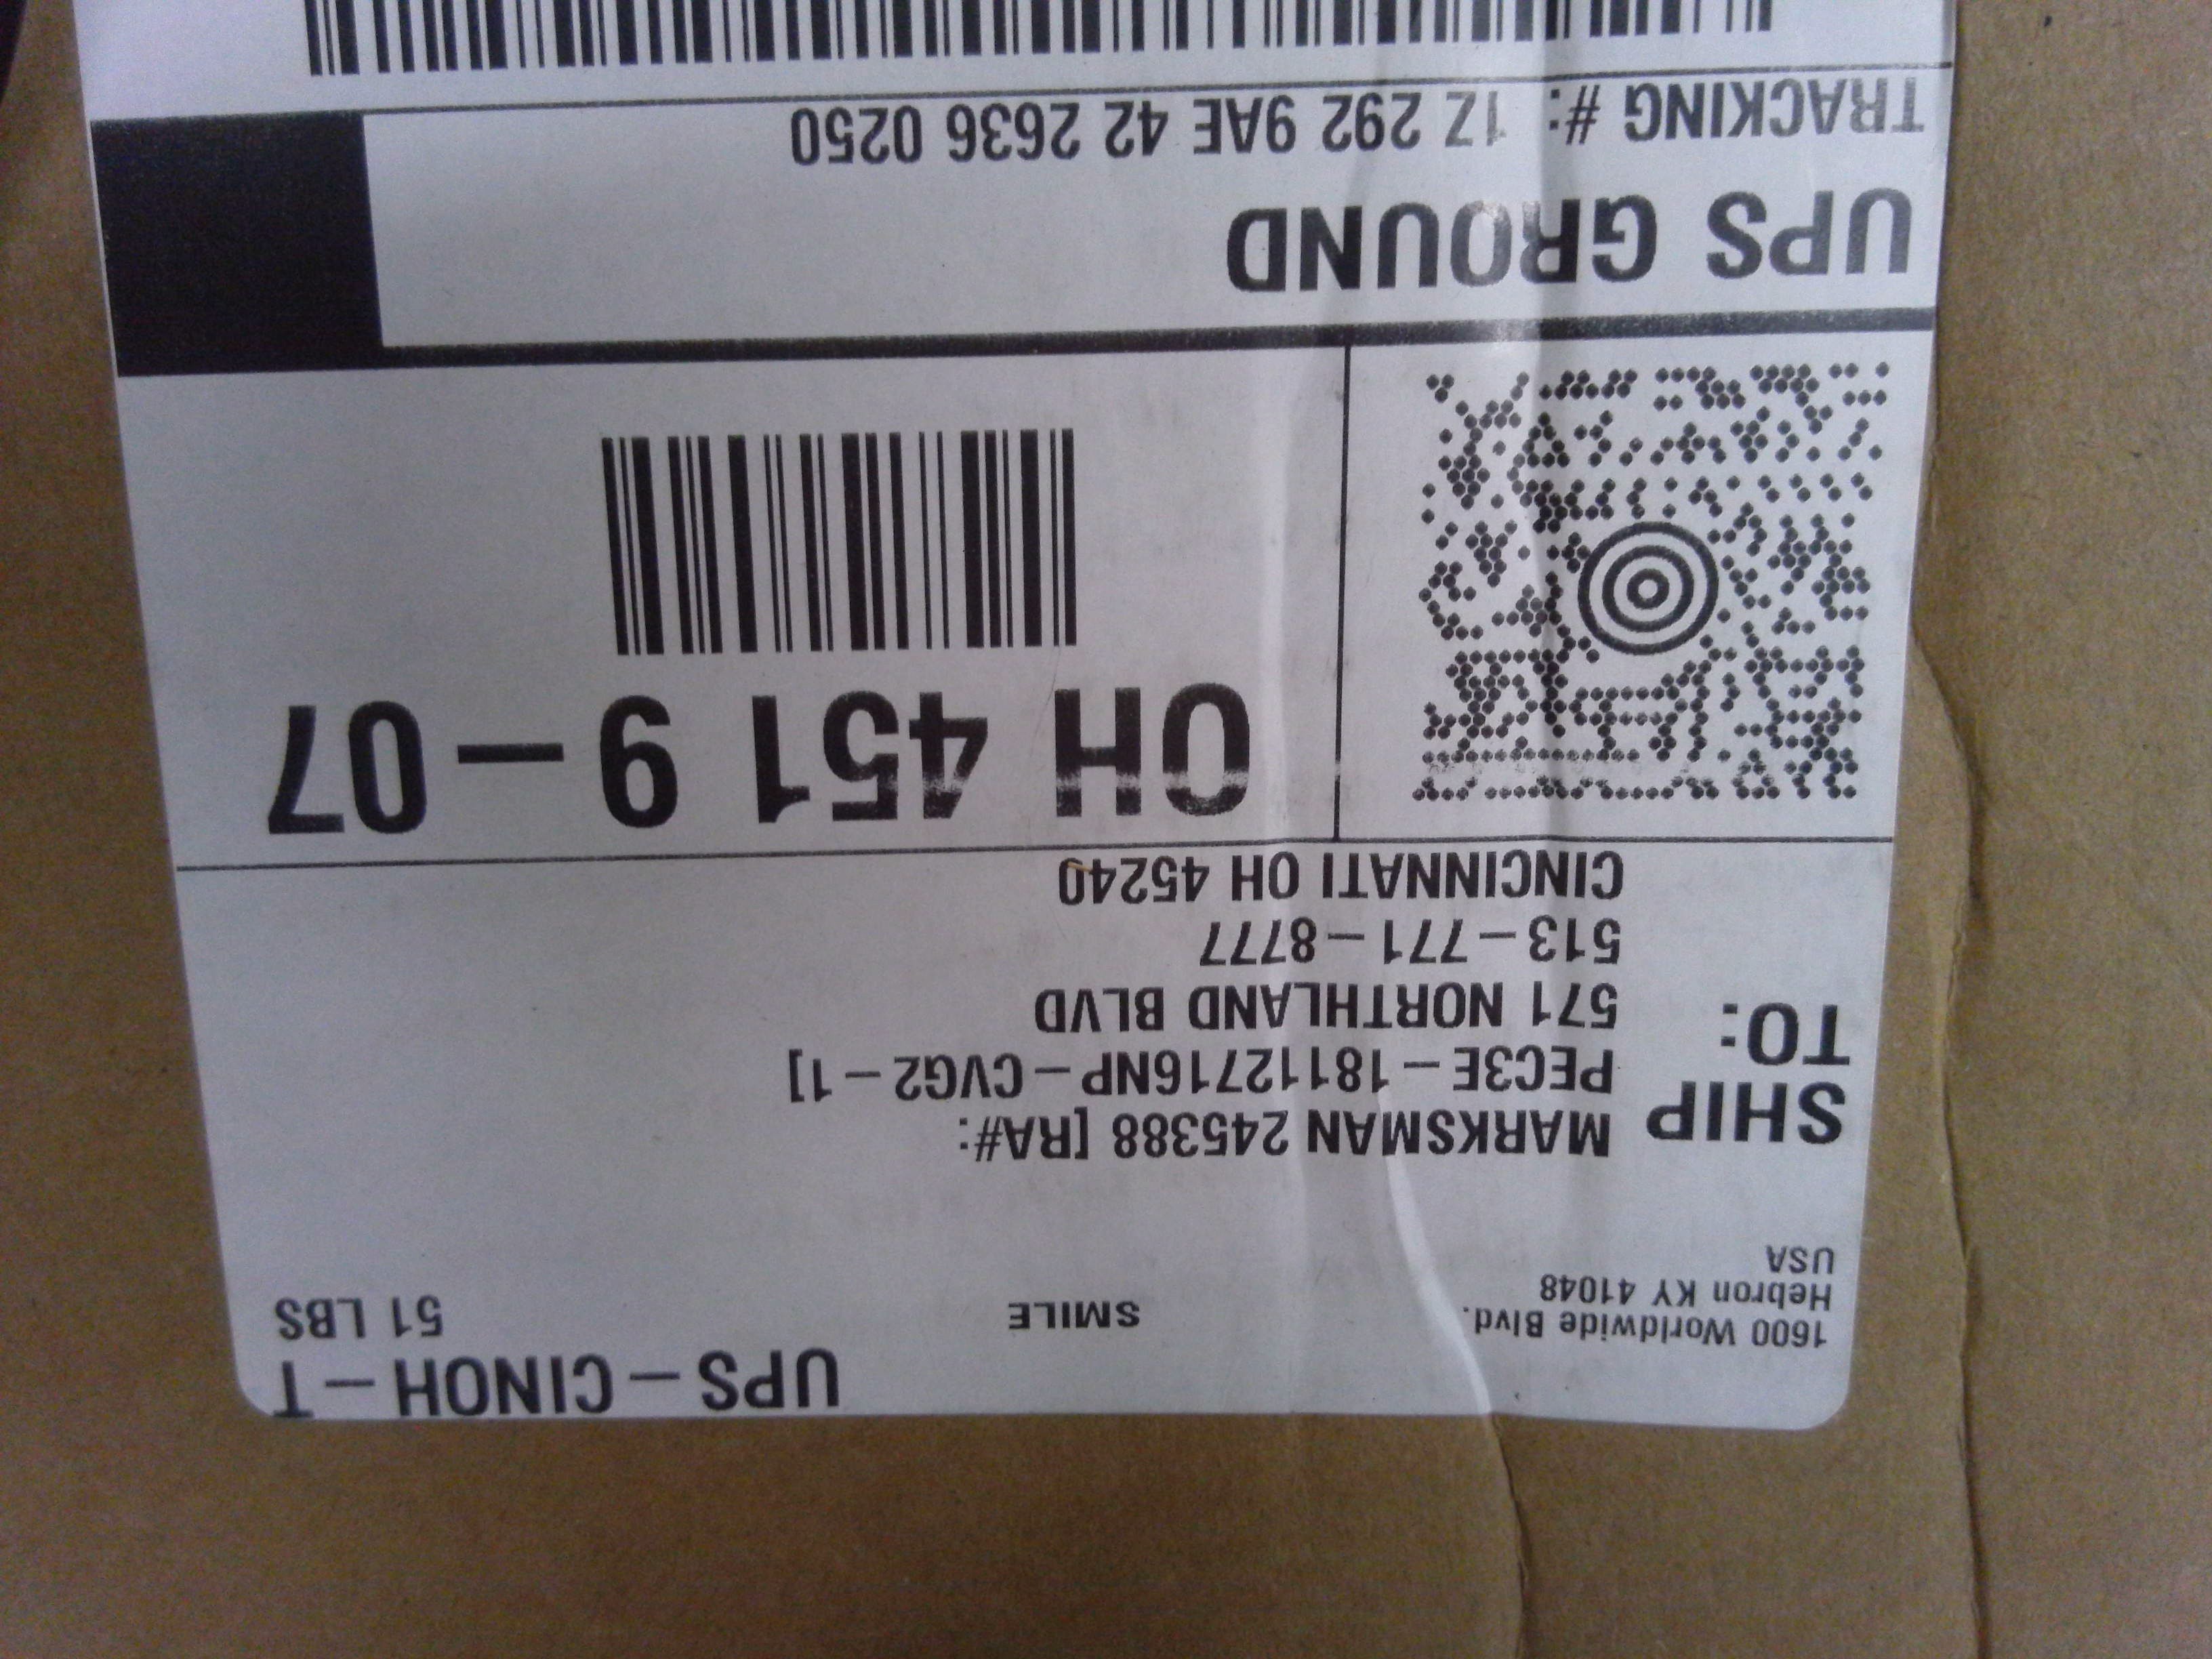 UPS-CINOH-T
1600 Worldwide Blvd.
Hebron KY 41048
USA
SMILE
51 LBS
SHIP
TO:
MARKSMAN 245388 [RA#:
PEC3E-18112716NP-CVG2-1]
571 NORTHLAND BLVD
513-771-8777
CINCINNATI OH 45240
OH 451 9-07
UPS GROUND
TRACKING #: 1Z 292 9AE 42 2636 0250